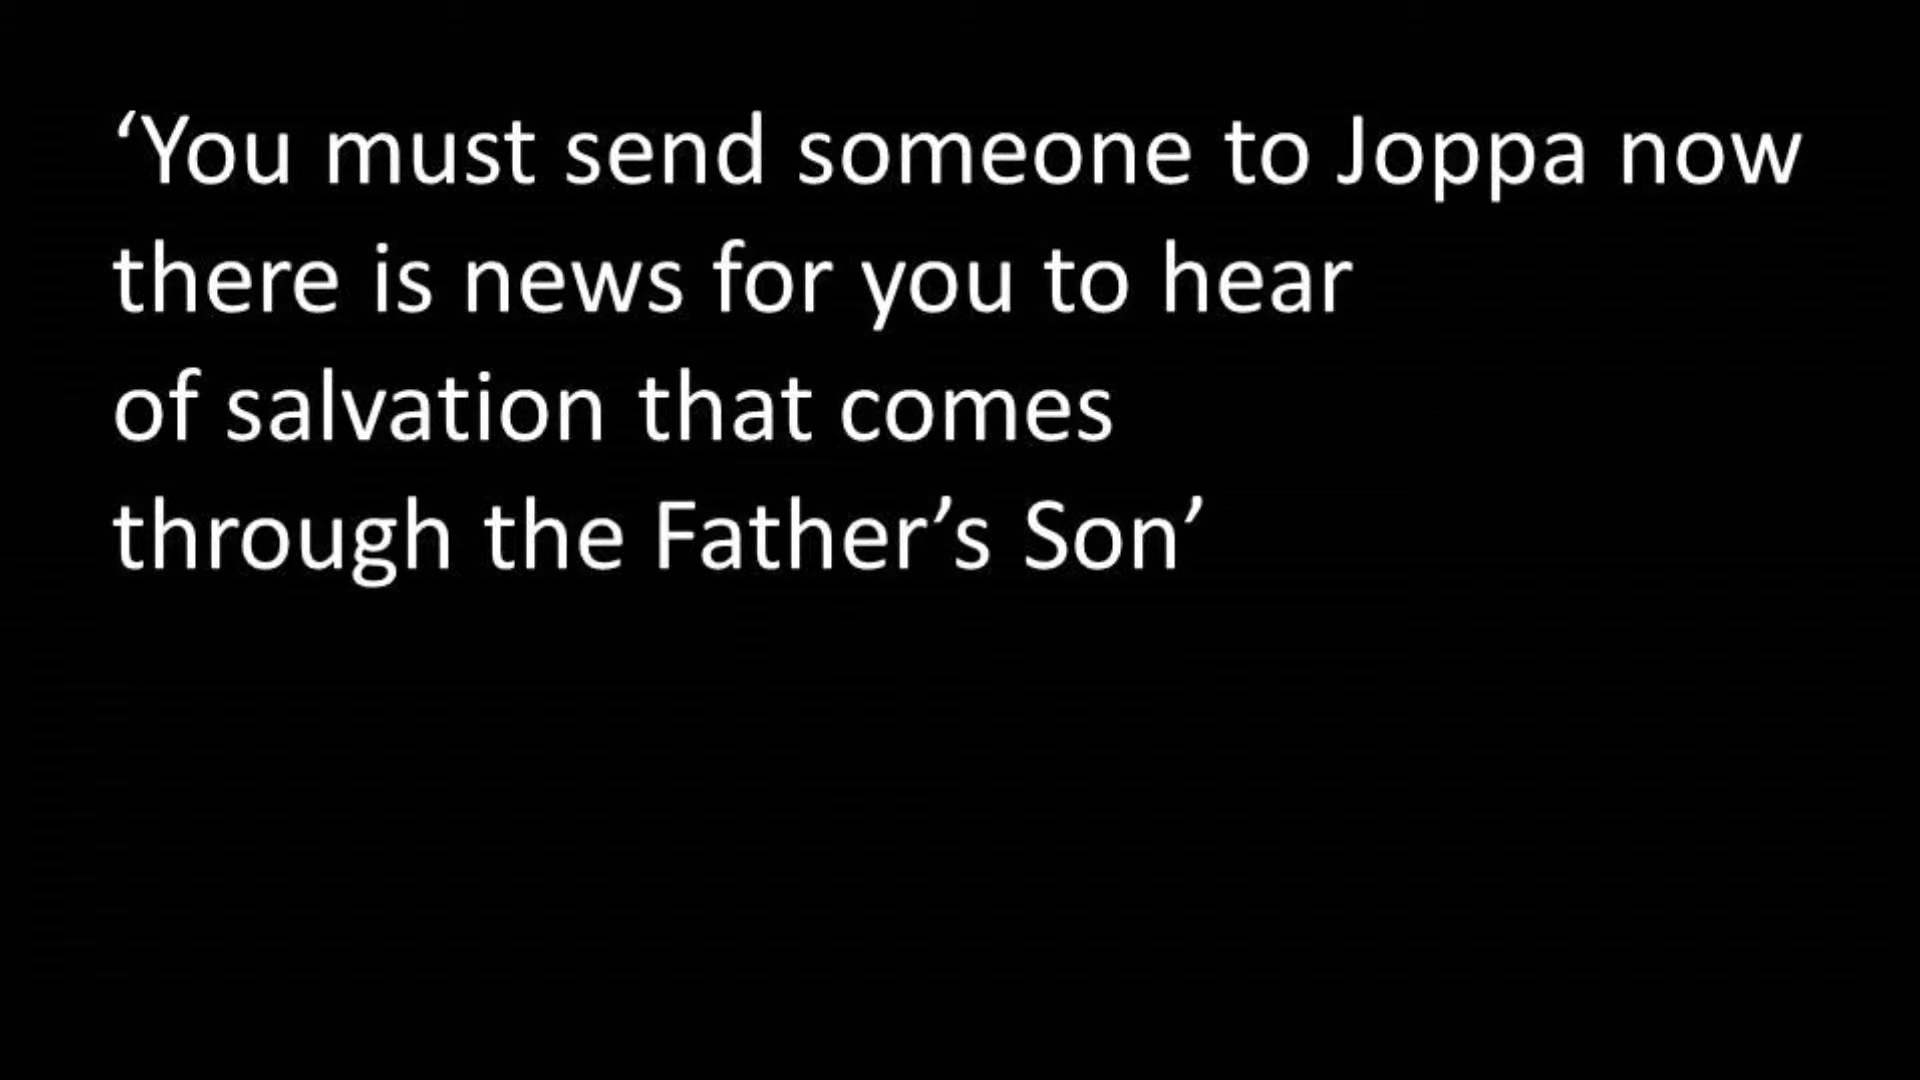 ‘You must send someone to Joppa now
there is news for you to hear
of salvation that comes
through the Father’s Son’